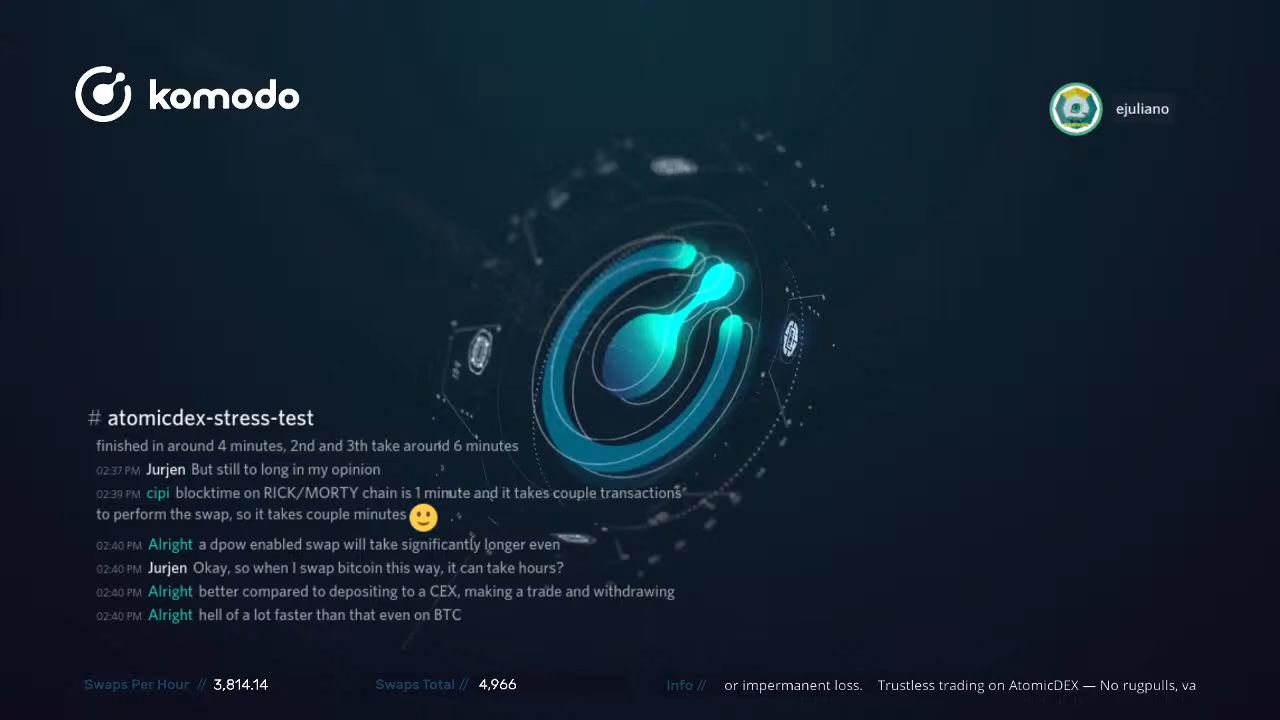 komodo
ejuliano
# atomicdex-stress-test
finished in around 4 minutes, 2nd and 3th take around 6 minutes
02:37 PM Jurjen But still to long in my opinion
02:39 PM cipi blocktime on RICK/MORTY chain is 1 minute and it takes couple transactions
to perform the swap, so it takes couple minutes 🙂
02:40 PM Alright a dpow enabled swap will take significantly longer even
02:40 PM Jurjen Okay, so when I swap bitcoin this way, it can take hours?
02:40 PM Alright better compared to depositing to a CEX, making a trade and withdrawing
02:40 PM Alright hell of a lot faster than that even on BTC
Swaps Per Hour // 3,814.14 Swaps Total // 4,966 Info // or impermanent loss. Trustless trading on AtomicDEX — No rugpulls, va